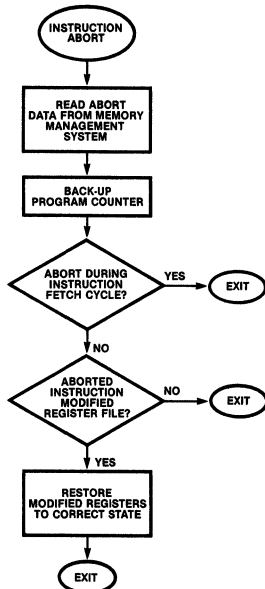 INSTRUCTION
ABORT
READ ABORT
DATA FROM MEMORY
MANAGEMENT
SYSTEM
BACK-UP
PROGRAM COUNTER
ABORT DURING
INSTRUCTION
FETCH CYCLE?
YES
EXIT
NO
ABORTED
INSTRUCTION
MODIFIED
REGISTER FILE?
NO
EXIT
YES
RESTORE
MODIFIED REGISTERS
TO CORRECT STATE
EXIT